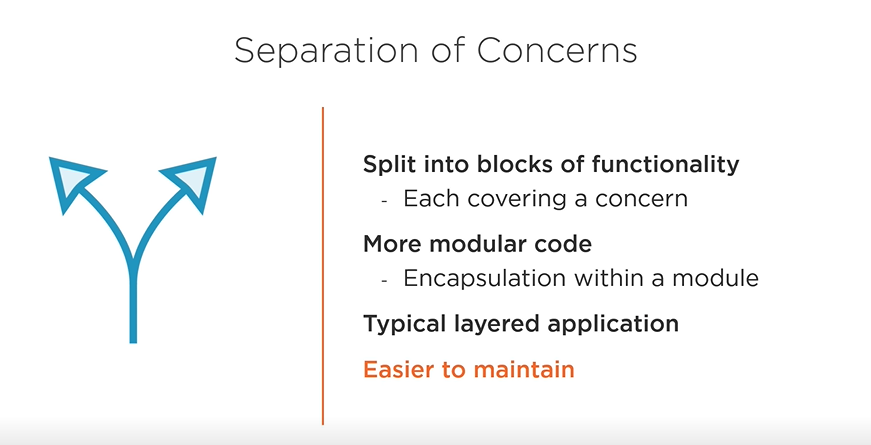 Separation of Concerns
Split into blocks of functionality
- Each covering a concern
More modular code
- Encapsulation within a module
Typical layered application
Easier to maintain